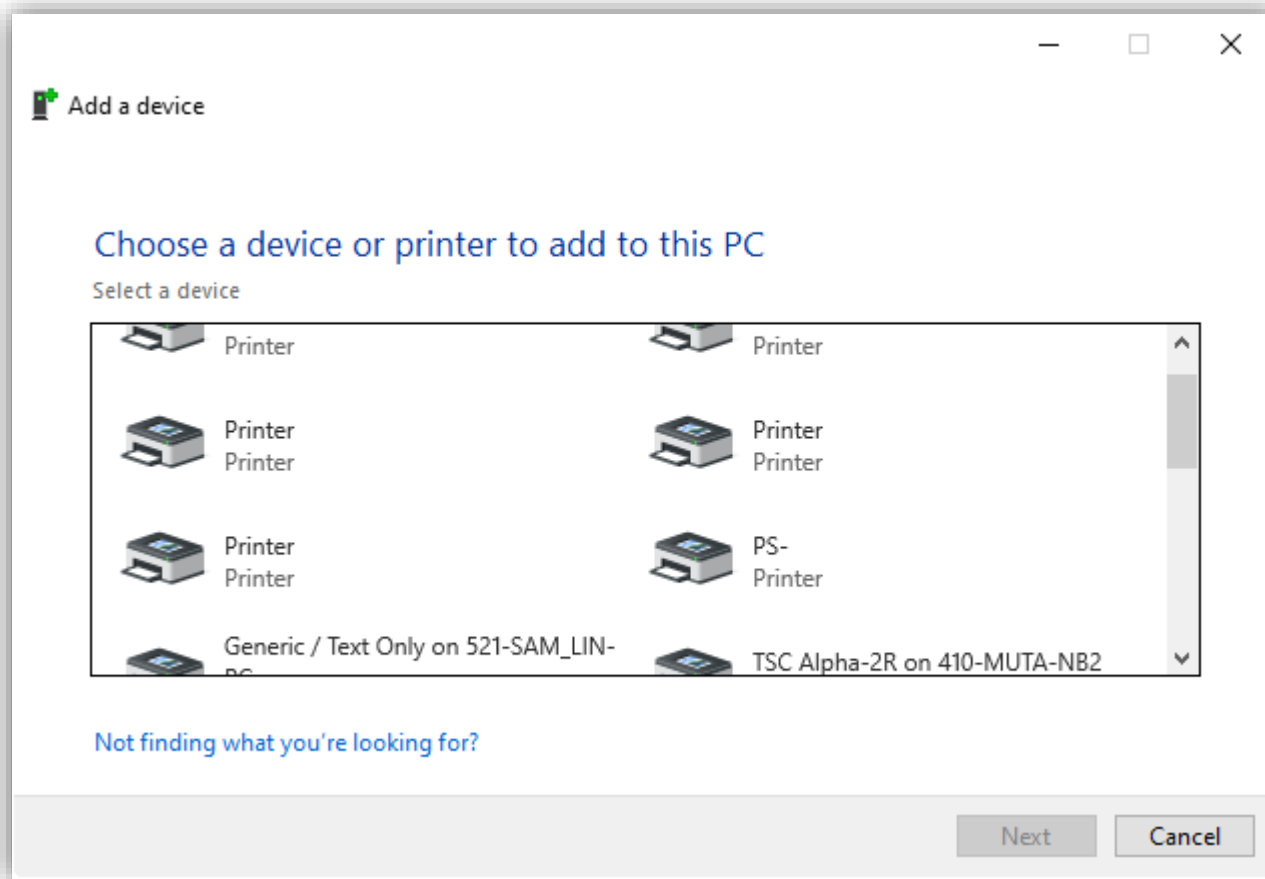 Add a device
Choose a device or printer to add to this PC
Select a device
Printer
Printer
Printer
Printer
Printer
Printer
Printer
Printer
PS-
Printer
Generic / Text Only on 521-SAM_LIN-
TSC Alpha-2R on 410-MUTA-NB2
Not finding what you're looking for?
Next
Cancel